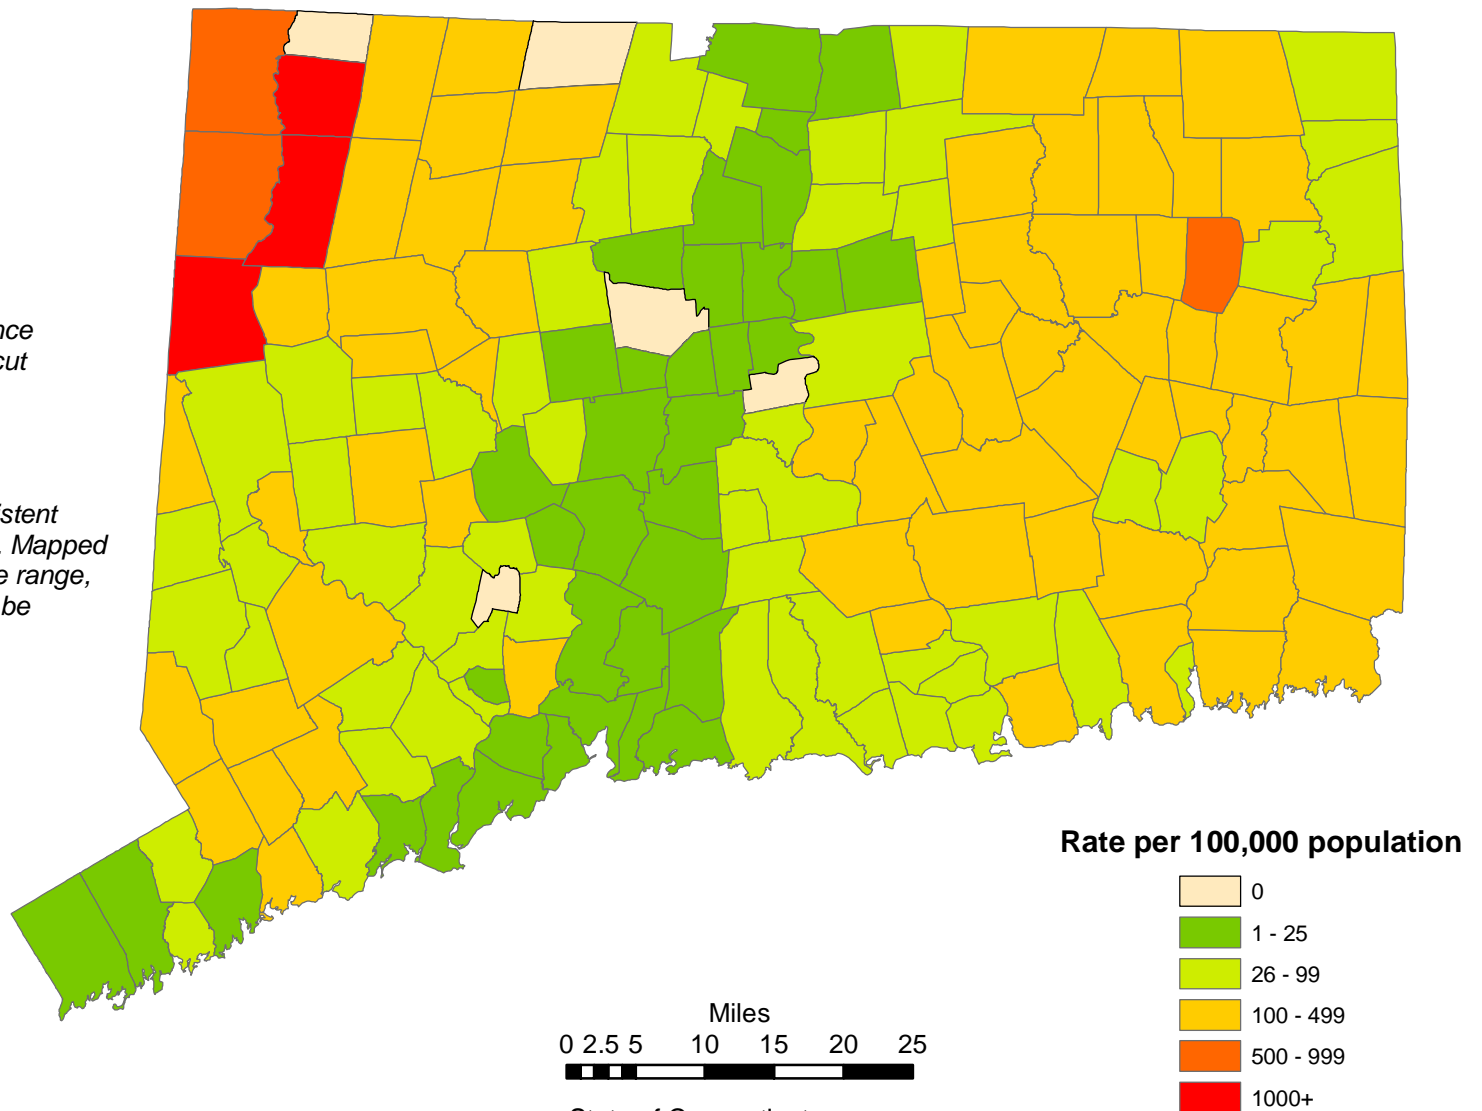 nce
cut
istent
. Mapped
e range,
be
Rate per 100,000 population
0
1 - 25
26 - 99
100 - 499
500 - 999
1000+
Miles
0 2.5 5 10 15 20 25